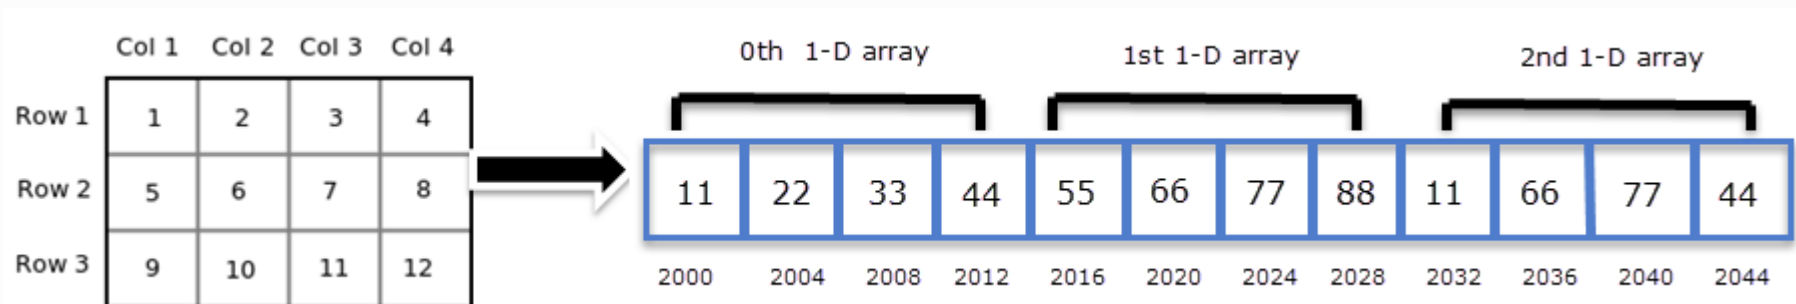 Col 1 Col 2 Col 3 Col 4
Row 1 1 2 3 4
Row 2 5 6 7 8
Row 3 9 10 11 12
0th 1-D array 1st 1-D array 2nd 1-D array
11 22 33 44 55 66 77 88 11 66 77 44
2000 2004 2008 2012 2016 2020 2024 2028 2032 2036 2040 2044